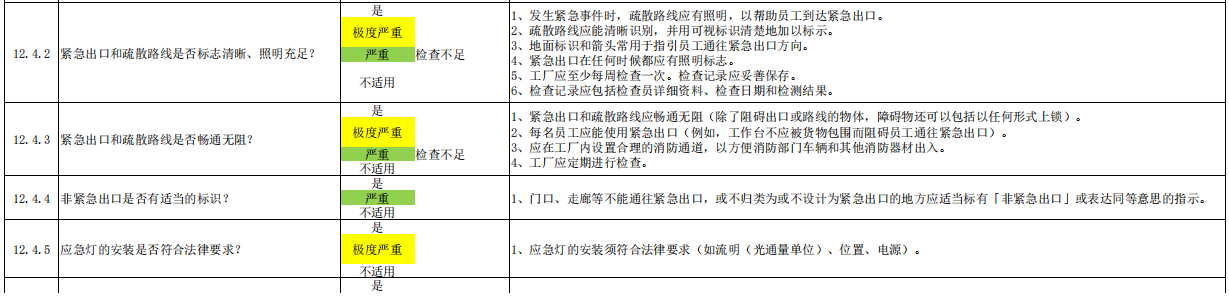 是
12.4.2 紧急出口和疏散路线是否标志清晰、照明充足？
极度严重
严重 检查不足
不适用
1、发生紧急事件时，疏散路线应有照明，以帮助员工到达紧急出口。
2、疏散路线应能清晰识别，并用可视标识清楚地加以标示。
3、地面标识和箭头常用于指引员工通往紧急出口方向。
4、紧急出口在任何时候都应有照明标志。
5、工厂应至少每周检查一次。检查记录应妥善保存。
6、检查记录应包括检查员详细资料、检查日期和检测结果。
12.4.3 紧急出口和疏散路线是否畅通无阻？
是
极度严重
严重 检查不足
不适用
1、紧急出口和疏散路线应畅通无阻（除了阻碍出口或路线的物体，障碍物还可以包括以任何形式上锁）。
2、每名员工应能使用紧急出口（例如，工作台不应被货物包围而阻碍员工通往紧急出口）。
3、应在工厂内设置合理的消防通道，以方便消防部门车辆和其他消防器材出入。
4、工厂应定期进行检查。
12.4.4 非紧急出口是否有适当的标识？
是
严重
不适用
1、门口、走廊等不能通往紧急出口，或不归类为或不设计为紧急出口的地方应适当标有「非紧急出口」或表达同等意思的指示。
12.4.5 应急灯的安装是否符合法律要求？
是
极度严重
不适用
1、应急灯的安装须符合法律要求（如流明（光通量单位）、位置、电源）。
是